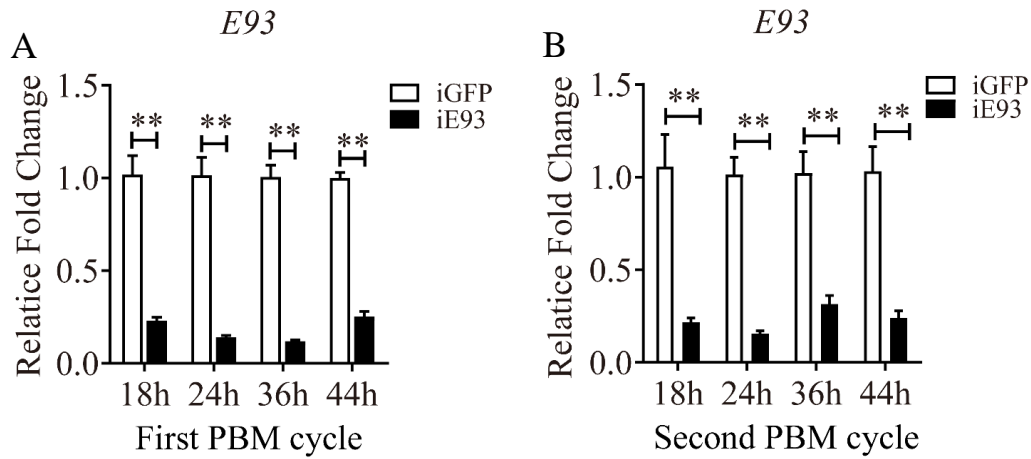 A
E93
Relatice Fold Change
1.5
1.0
0.5
0.0
** ** ** **
iGFP
iE93
18h 24h 36h 44h
First PBM cycle
B
E93
Relatice Fold Change
1.5
1.0
0.5
0.0
** ** ** **
iGFP
iE93
18h 24h 36h 44h
Second PBM cycle